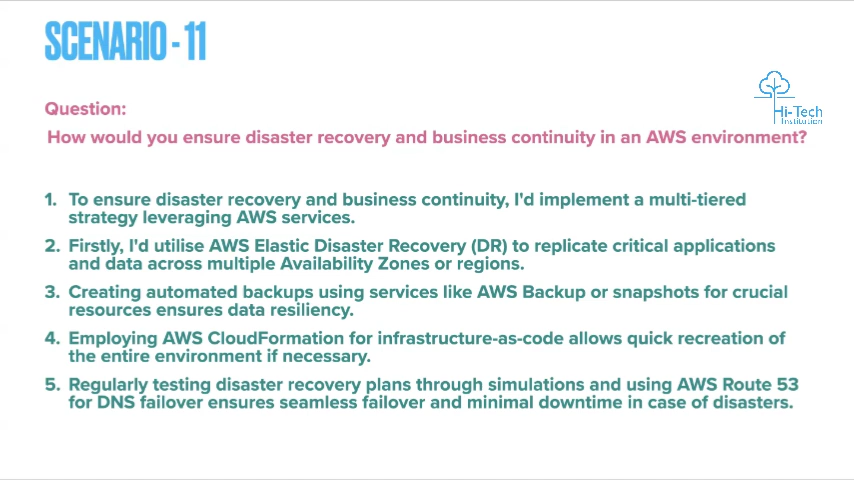 SCENARIO - 11
Hi-Tech
Institution
Question:
How would you ensure disaster recovery and business continuity in an AWS environment?
1. To ensure disaster recovery and business continuity, I'd implement a multi-tiered
strategy leveraging AWS services.
2. Firstly, I'd utilise AWS Elastic Disaster Recovery (DR) to replicate critical applications
and data across multiple Availability Zones or regions.
3. Creating automated backups using services like AWS Backup or snapshots for crucial
resources ensures data resiliency.
4. Employing AWS CloudFormation for infrastructure-as-code allows quick recreation of
the entire environment if necessary.
5. Regularly testing disaster recovery plans through simulations and using AWS Route 53
for DNS failover ensures seamless failover and minimal downtime in case of disasters.